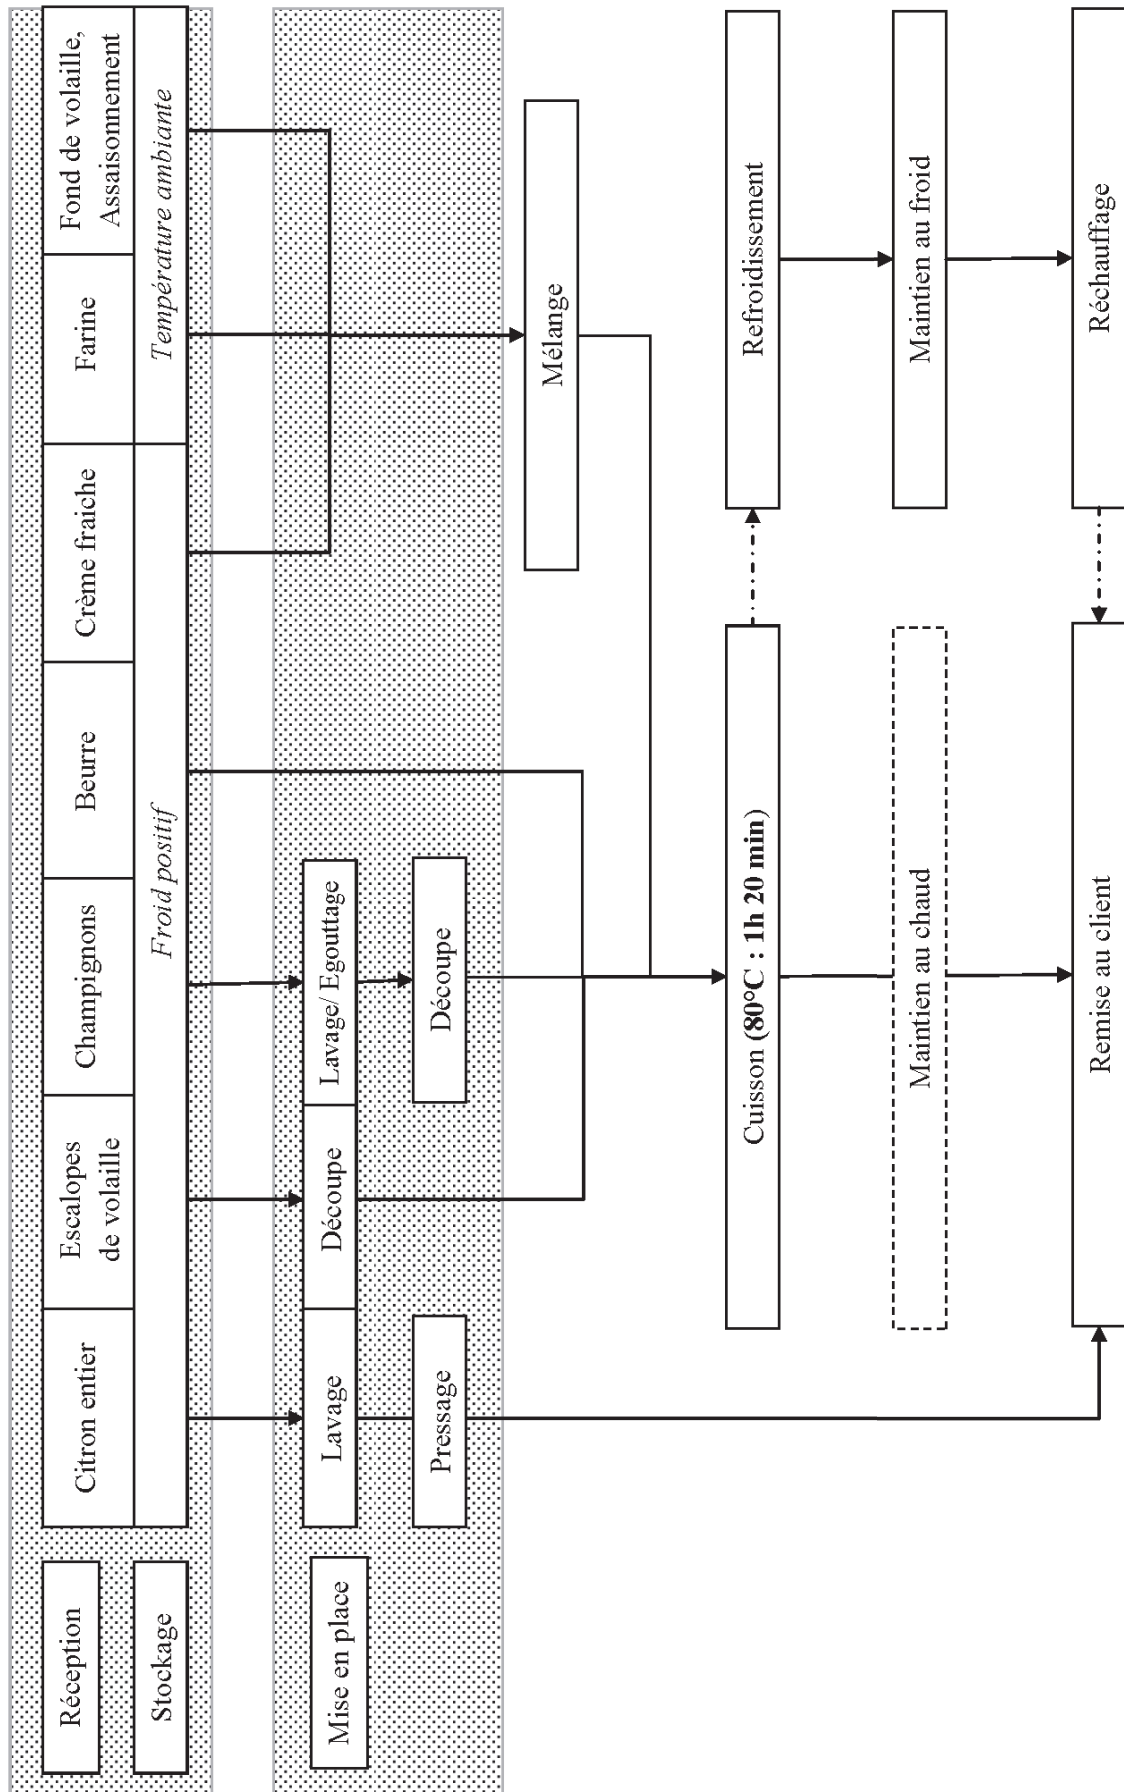 Réception
Citron entier
Escalopes
de volaille
Champignons
Beurre
Crème fraiche
Farine
Fond de volaille,
Assaisonnement
Stockage
Froid positif
Température ambiante
Mise en place
Lavage
Découpe
Lavage/ Egouttage
Pressage
Découpe
Mélange
Cuisson (80°C : 1h 20 min)
Refroidissement
Maintien au chaud
Maintien au froid
Remise au client
Réchauffage